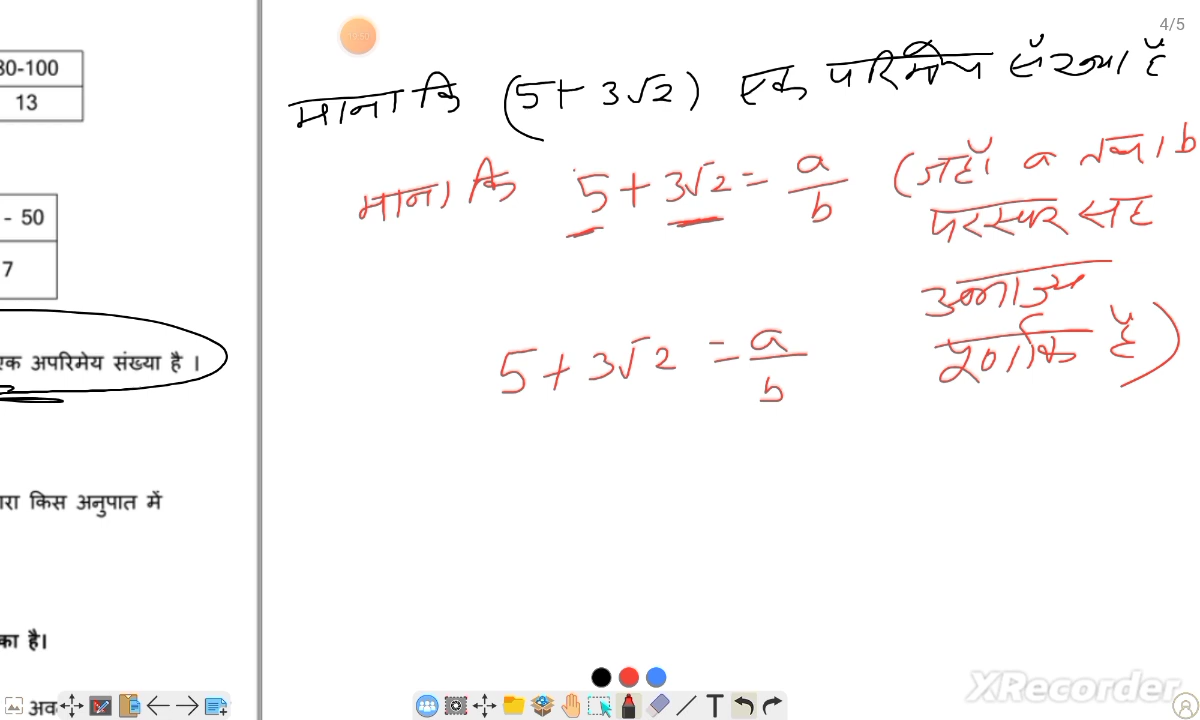 80-100
13
- 50
7
एक अपरिमेय संख्या है ।
किस अनुपात में
का है।
4/5
माना कि (5+3√2) एक परिमेय संख्या है
माना कि 5+3√2= a/b (जहाँ a तथा b
परस्पर सह
अभाज्य
पूर्णांक है)
5+3√2 = a/b
T
XRecorder